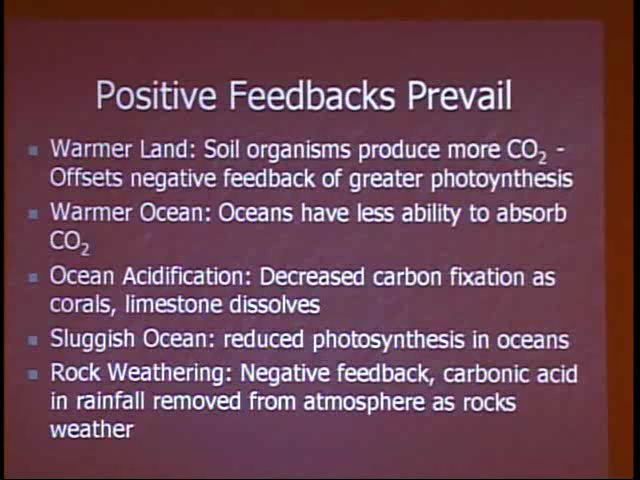 Positive Feedbacks Prevail
Warmer Land: Soil organisms produce more CO₂ -
Offsets negative feedback of greater photoynthesis
Warmer Ocean: Oceans have less ability to absorb
CO₂
Ocean Acidification: Decreased carbon fixation as
corals, limestone dissolves
Sluggish Ocean: reduced photosynthesis in oceans
Rock Weathering: Negative feedback, carbonic acid
in rainfall removed from atmosphere as rocks
weather